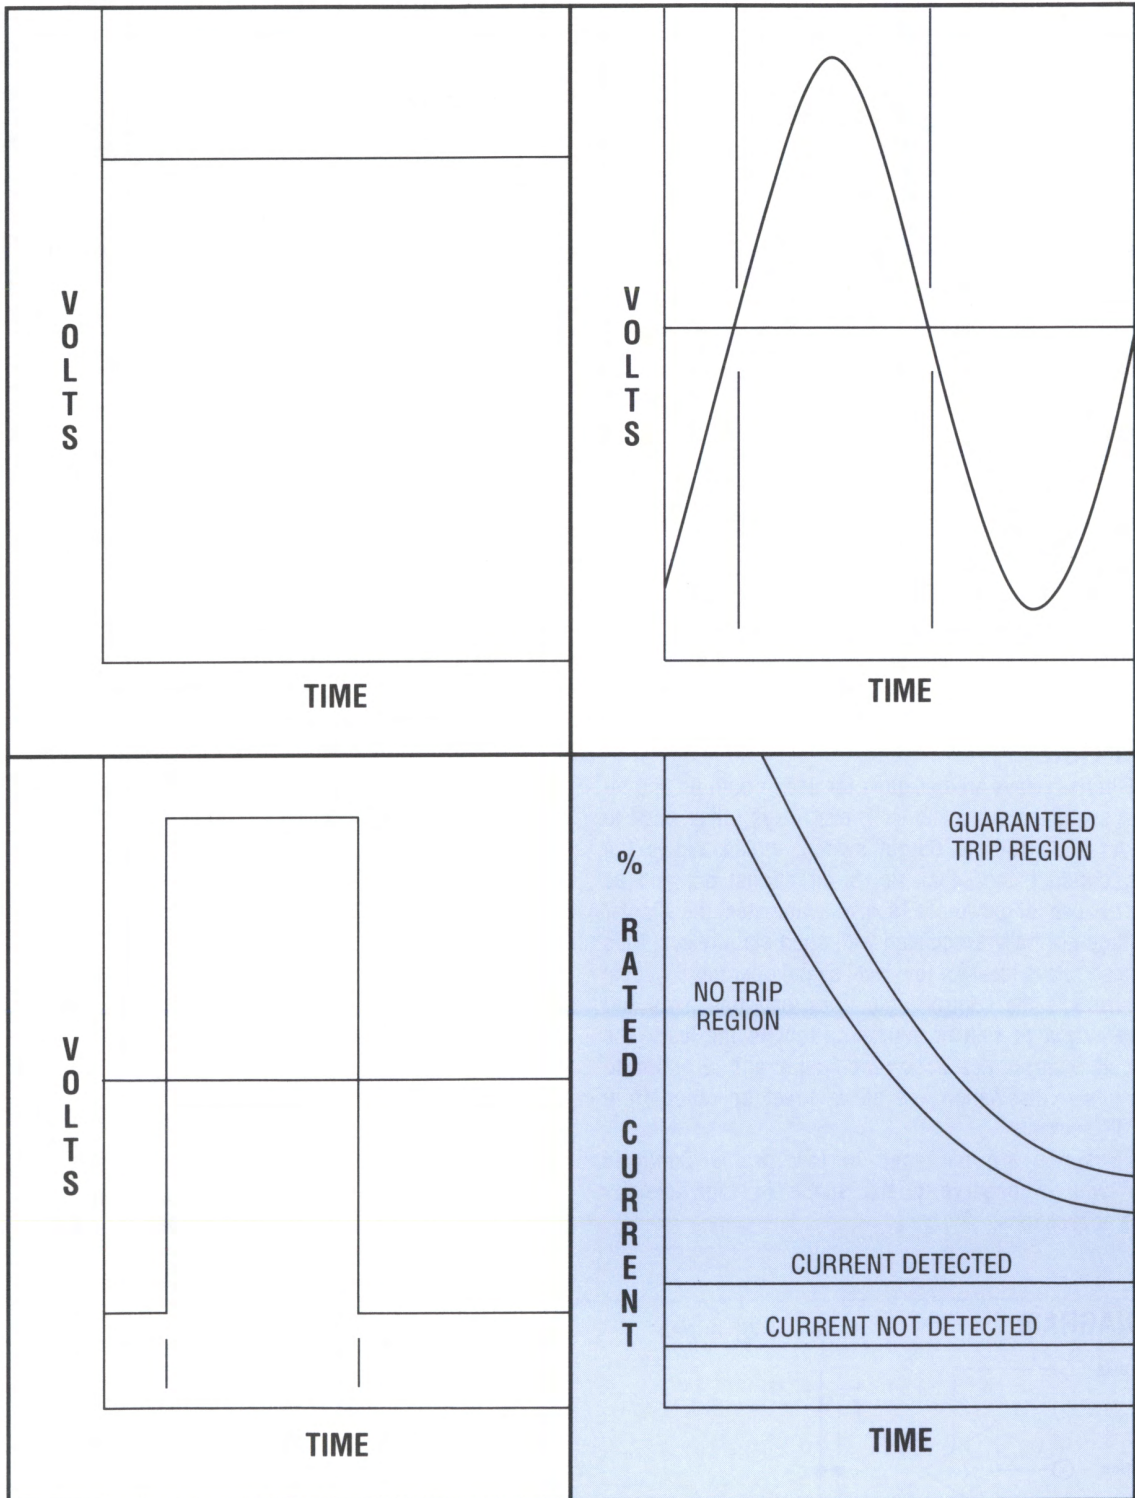 VOLTS
TIME
VOLTS
TIME
VOLTS
TIME
% RATED CURRENT
GUARANTEED
TRIP REGION
NO TRIP
REGION
CURRENT DETECTED
CURRENT NOT DETECTED
TIME